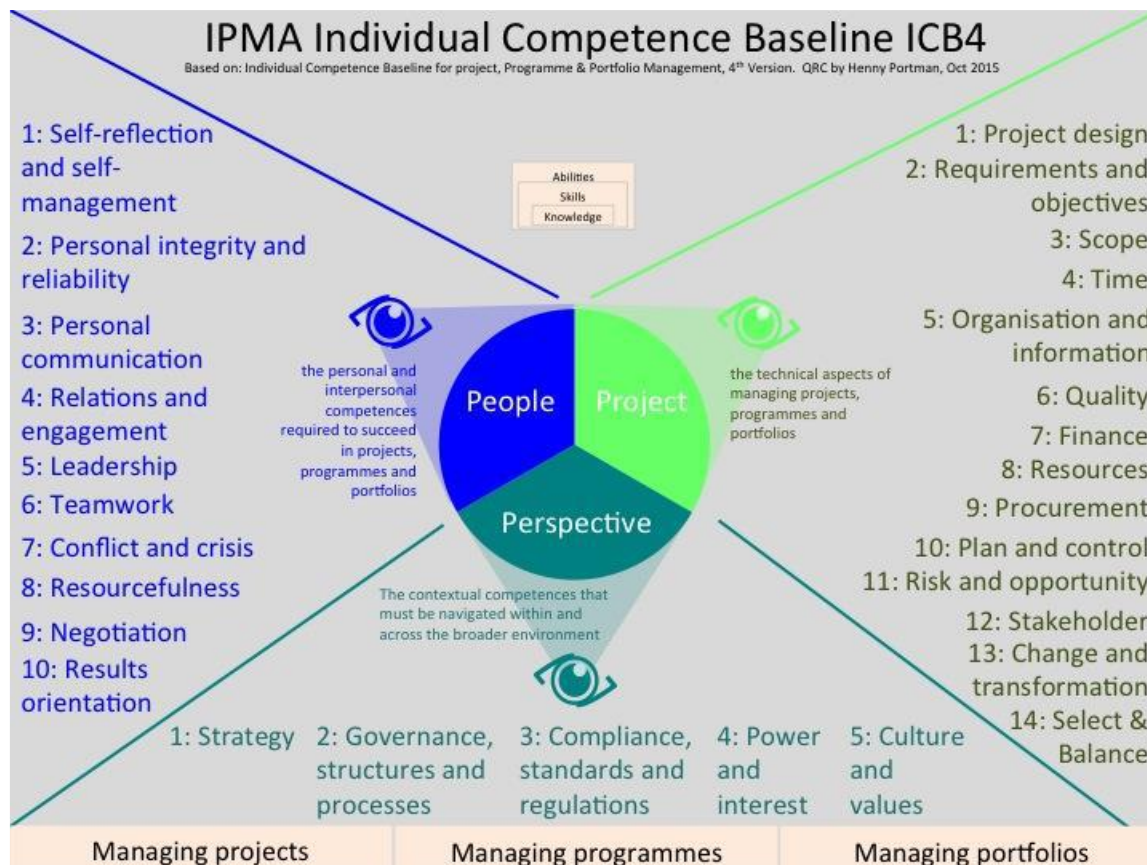 IPMA Individual Competence Baseline ICB4
Based on: Individual Competence Baseline for project, Programme & Portfolio Management, 4th Version. QRC by Henny Portman, Oct 2015
1: Self-reflection
and self-
management
2: Personal integrity and
reliability
3: Personal
communication
4: Relations and
engagement
5: Leadership
6: Teamwork
7: Conflict and crisis
8: Resourcefulness
9: Negotiation
10: Results
orientation
Abilities
Skills
Knowledge
the personal and
interpersonal
competences
required to succeed
in projects,
programmes and
portfolios
People
Project
Perspective
the technical aspects of
managing projects,
programmes and
portfolios
The contextual competences that
must be navigated within and
across the broader environment
1: Project design
2: Requirements and
objectives
3: Scope
4: Time
5: Organisation and
information
6: Quality
7: Finance
8: Resources
9: Procurement
10: Plan and control
11: Risk and opportunity
12: Stakeholder
13: Change and
transformation
14: Select &
Balance
1: Strategy
2: Governance,
structures and
processes
3: Compliance,
standards and
regulations
4: Power
and
interest
5: Culture
and
values
Managing projects
Managing programmes
Managing portfolios